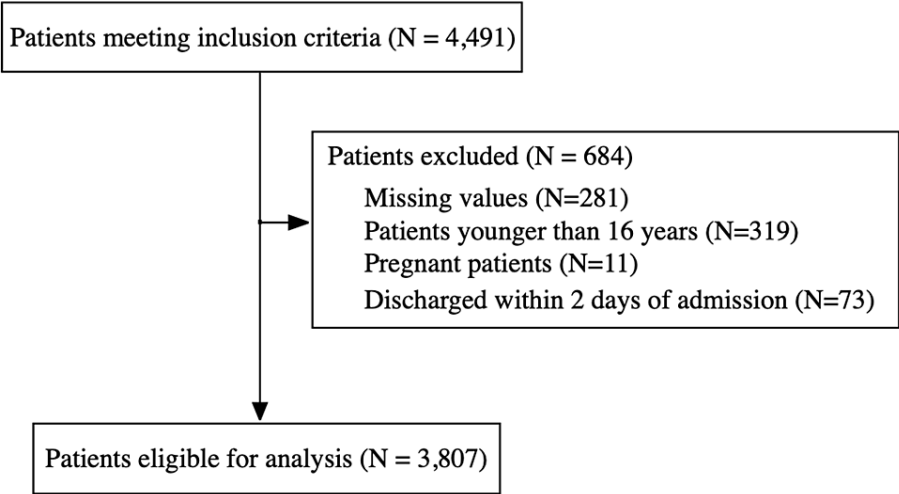 Patients meeting inclusion criteria (N = 4,491)
Patients excluded (N = 684)
Missing values (N=281)
Patients younger than 16 years (N=319)
Pregnant patients (N=11)
Discharged within 2 days of admission (N=73)
Patients eligible for analysis (N = 3,807)